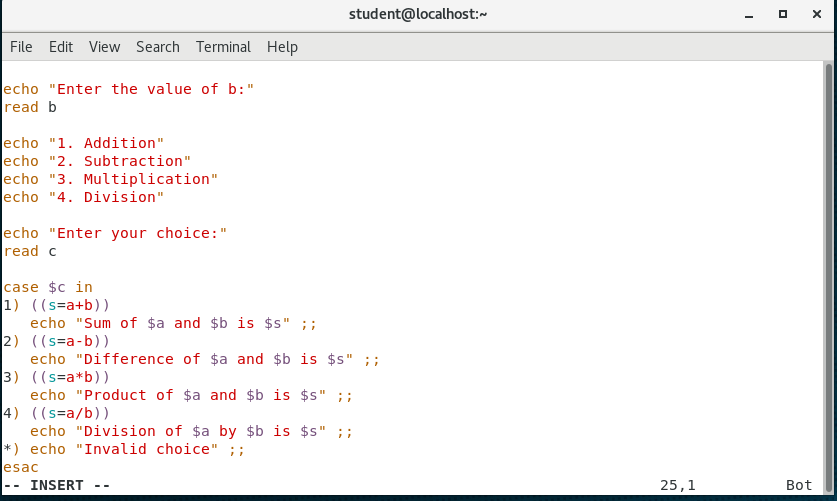 student@localhost:~
File Edit View Search Terminal Help
echo "Enter the value of b:"
read b
echo "1. Addition"
echo "2. Subtraction"
echo "3. Multiplication"
echo "4. Division"
echo "Enter your choice:"
read c
case $c in
1) ((s=a+b))
   echo "Sum of $a and $b is $s" ;;
2) ((s=a-b))
   echo "Difference of $a and $b is $s" ;;
3) ((s=a*b))
   echo "Product of $a and $b is $s" ;;
4) ((s=a/b))
   echo "Division of $a by $b is $s" ;;
*) echo "Invalid choice" ;;
esac
-- INSERT -- 25,1 Bot